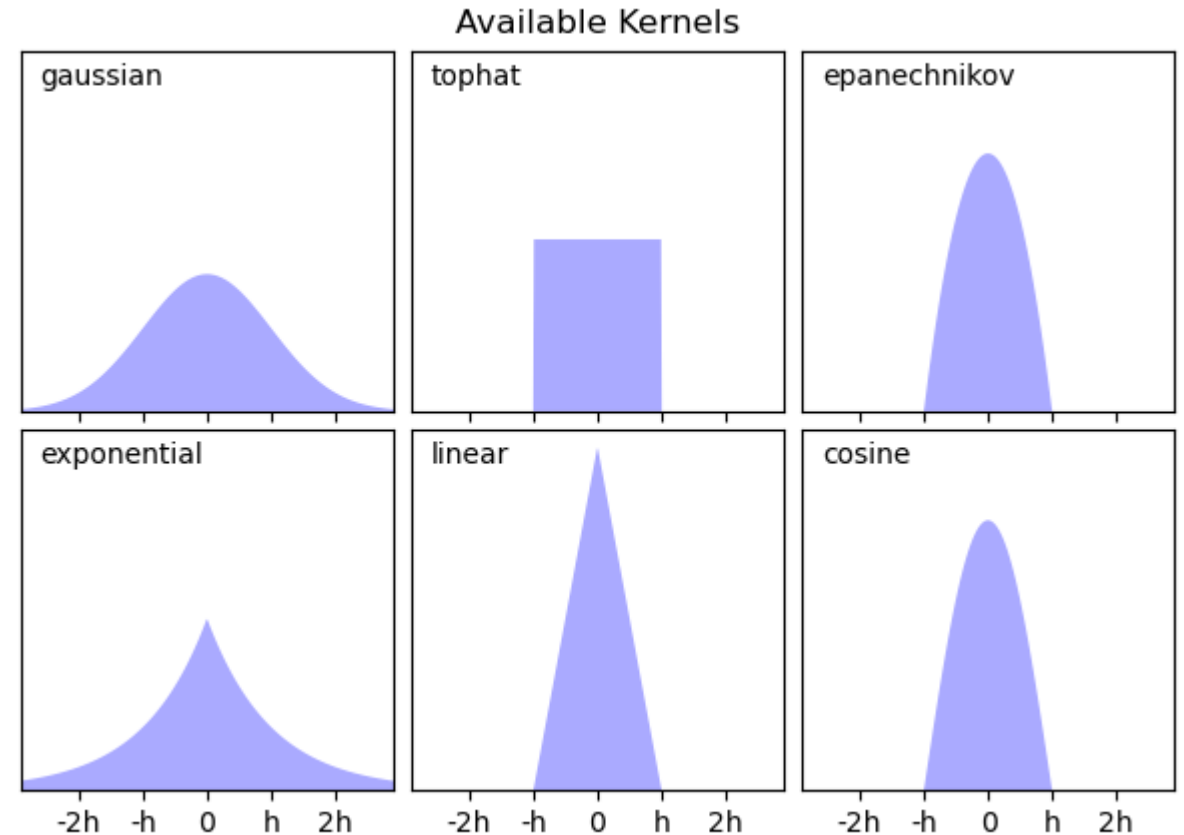 Available Kernels
gaussian
tophat
epanechnikov
exponential
linear
cosine
-2h -h 0 h 2h
-2h -h 0 h 2h
-2h -h 0 h 2h